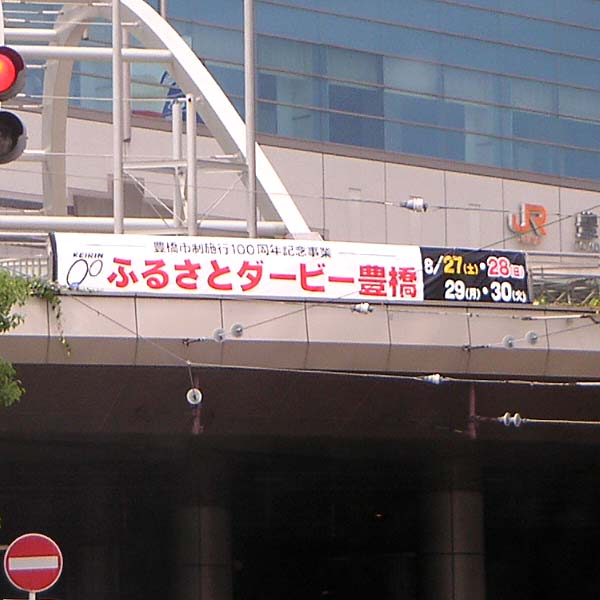 豊橋市制施行100周年記念事業
KEIRIN
ふるさとダービー豊橋
6/27(土)・28(日)
29(月)・30(火)
JR